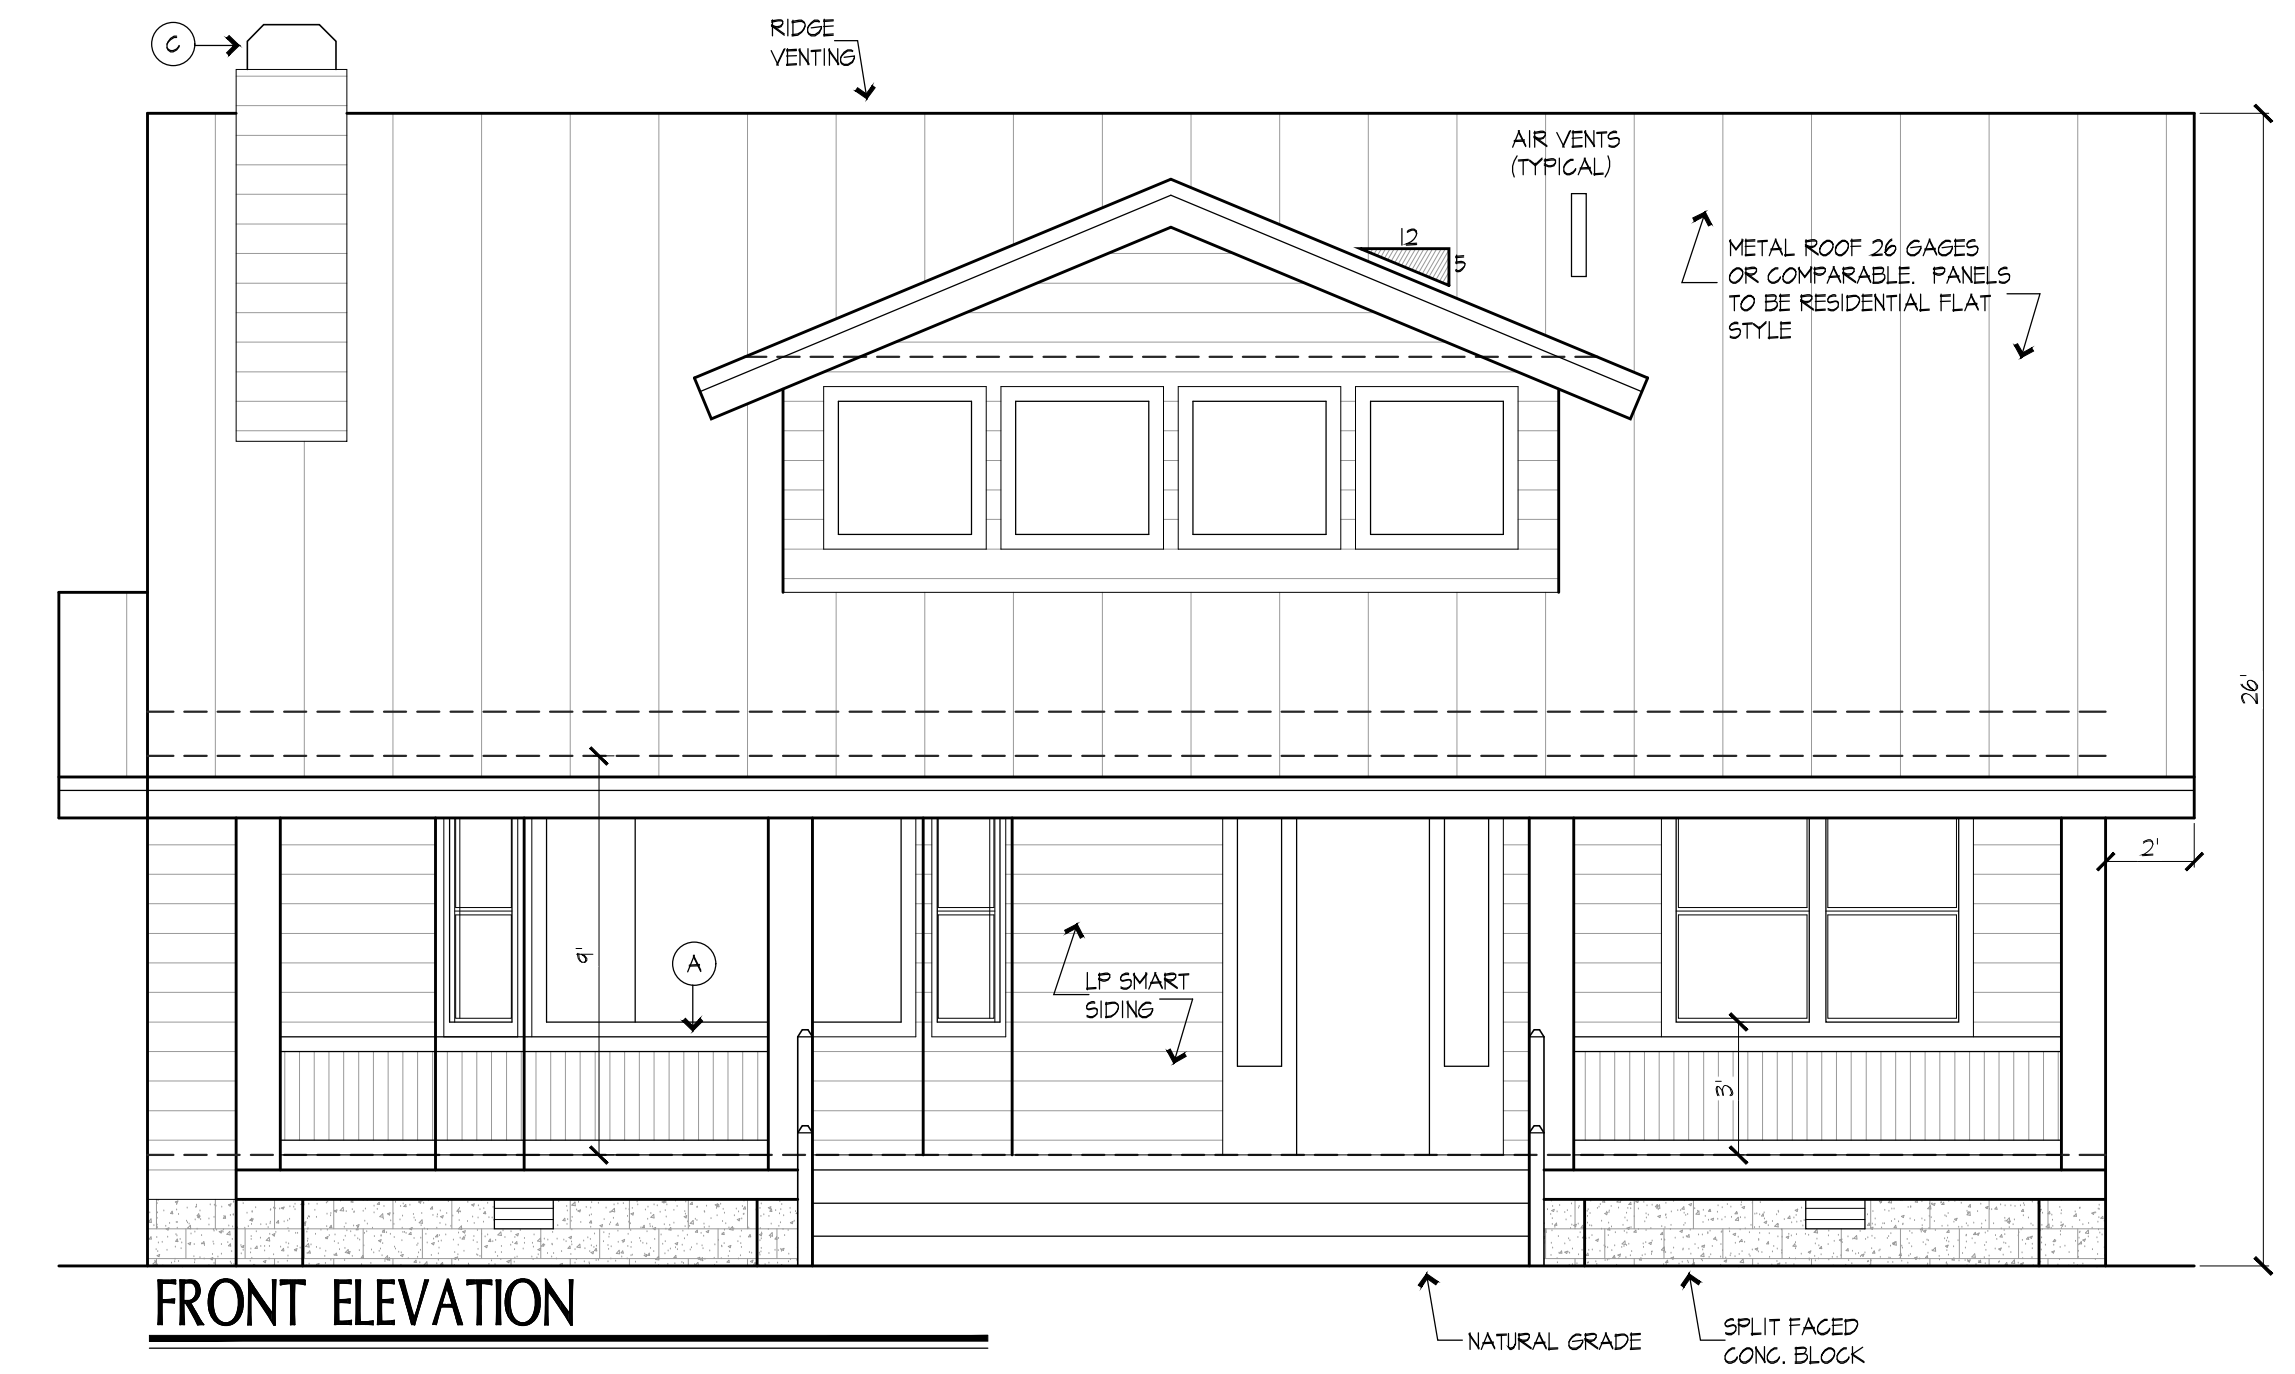 C
RIDGE
VENTING
AIR VENTS
(TYPICAL)
12
5
METAL ROOF 26 GAGES
OR COMPARABLE. PANELS
TO BE RESIDENTIAL FLAT
STYLE
26'
2'
9'
A
LP SMART
SIDING
3'
FRONT ELEVATION
NATURAL GRADE
SPLIT FACED
CONC. BLOCK